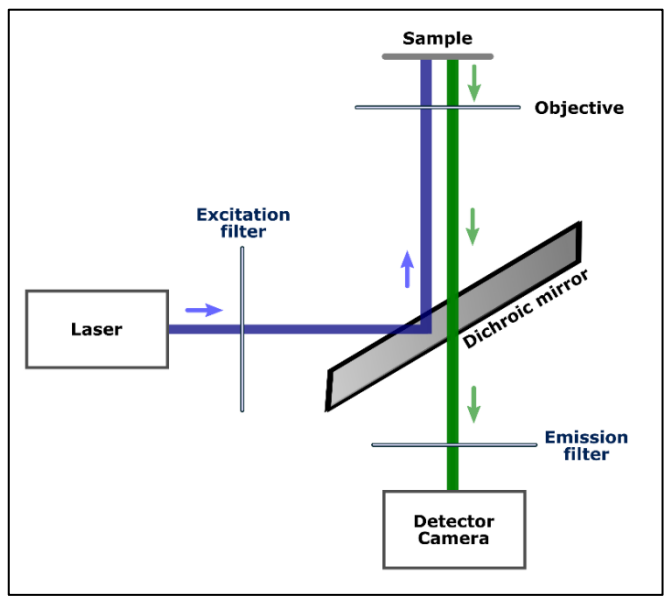 Sample
Objective
Excitation
filter
Laser
Dichroic mirror
Emission
filter
Detector
Camera